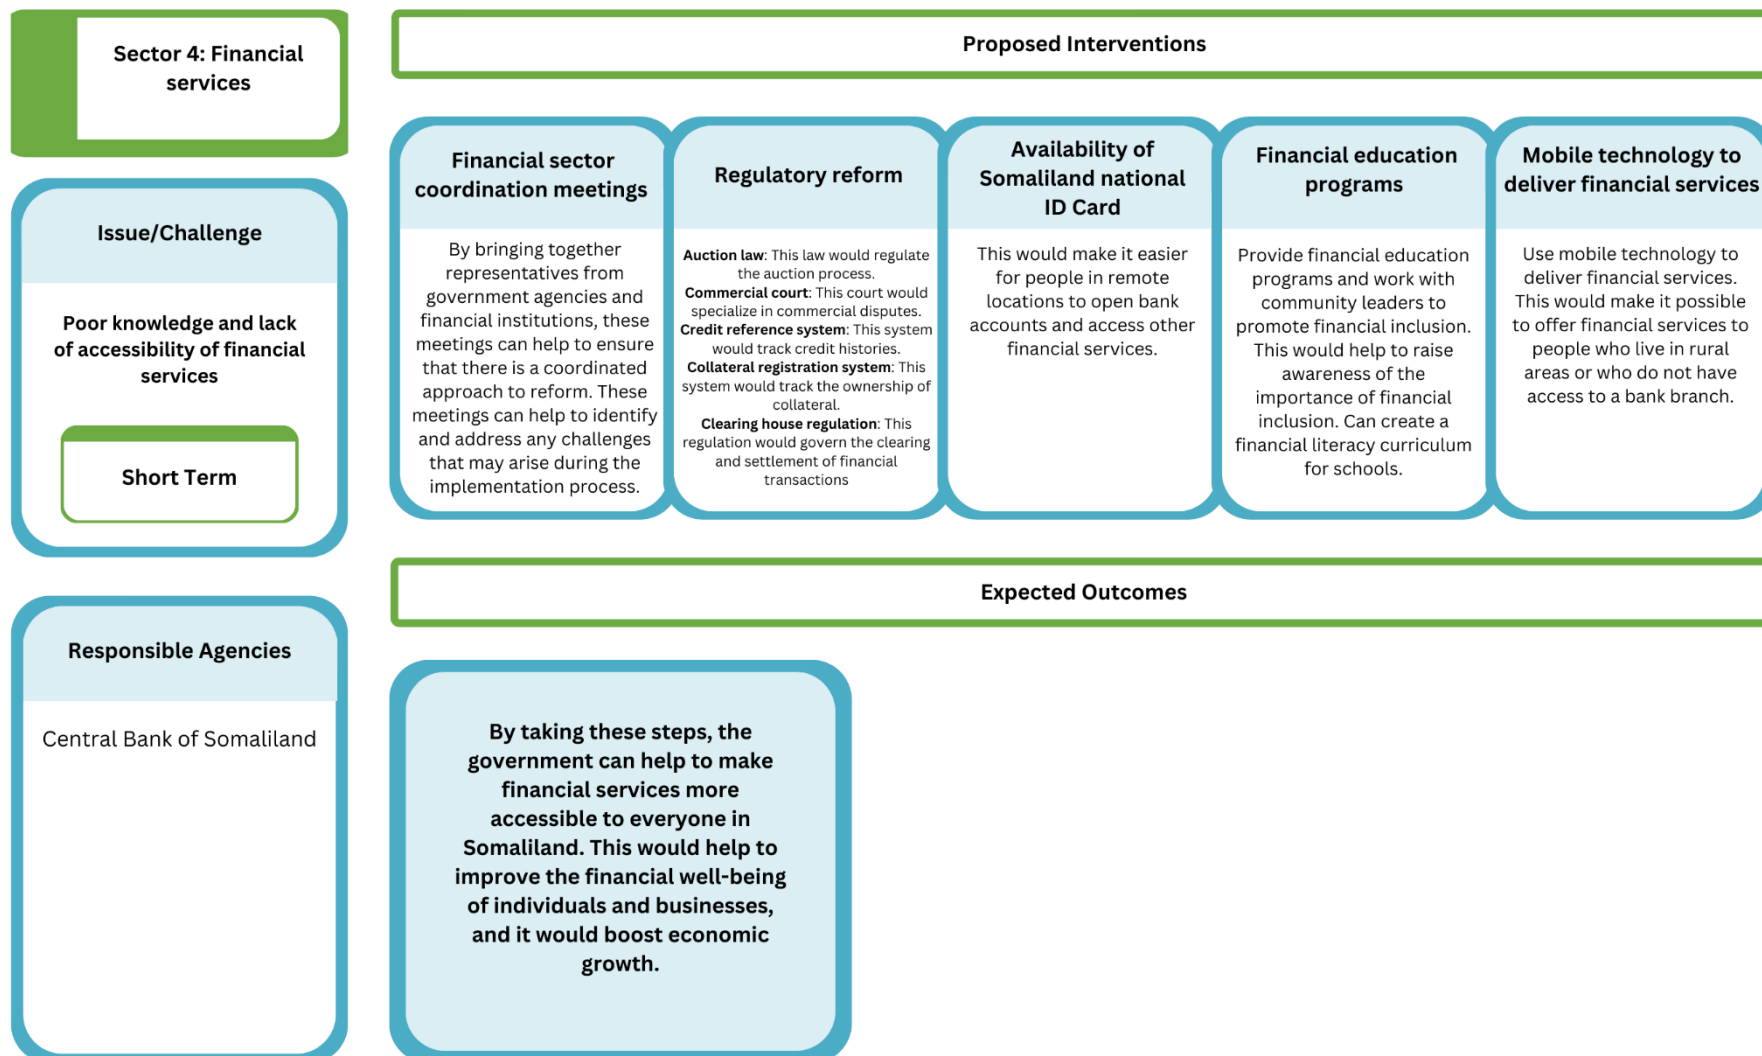 Sector 4: Financial
services
Issue/Challenge
Poor knowledge and lack
of accessibility of financial
services
Short Term
Responsible Agencies
Central Bank of Somaliland
Proposed Interventions
Financial sector
coordination meetings
By bringing together
representatives from
government agencies and
financial institutions, these
meetings can help to ensure
that there is a coordinated
approach to reform. These
meetings can help to identify
and address any challenges
that may arise during the
implementation process.
Regulatory reform
Auction law: This law would regulate
the auction process.
Commercial court: This court would
specialize in commercial disputes.
Credit reference system: This system
would track credit histories.
Collateral registration system: This
system would track the ownership of
collateral.
Clearing house regulation: This
regulation would govern the clearing
and settlement of financial
transactions
Availability of
Somaliland national
ID Card
This would make it easier
for people in remote
locations to open bank
accounts and access other
financial services.
Financial education
programs
Provide financial education
programs and work with
community leaders to
promote financial inclusion.
This would help to raise
awareness of the
importance of financial
inclusion. Can create a
financial literacy curriculum
for schools.
Mobile technology to
deliver financial services
Use mobile technology to
deliver financial services.
This would make it possible
to offer financial services to
people who live in rural
areas or who do not have
access to a bank branch.
Expected Outcomes
By taking these steps, the
government can help to make
financial services more
accessible to everyone in
Somaliland. This would help to
improve the financial well-being
of individuals and businesses,
and it would boost economic
growth.